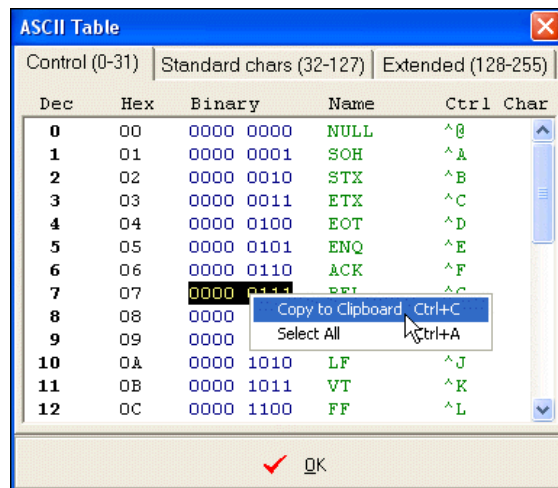 ASCII Table
Control (0-31) Standard chars (32-127) Extended (128-255)
Dec Hex Binary Name Ctrl Char
0 00 0000 0000 NULL ^@
1 01 0000 0001 SOH ^A
2 02 0000 0010 STX ^B
3 03 0000 0011 ETX ^C
4 04 0000 0100 EOT ^D
5 05 0000 0101 ENQ ^E
6 06 0000 0110 ACK ^F
7 07 0000 0111 BEL ^G
Copy to Clipboard Ctrl+C
8 08 0000
Select All Ctrl+A
9 09 0000
10 0A 0000 1010 LF ^J
11 0B 0000 1011 VT ^K
12 0C 0000 1100 FF ^L
OK